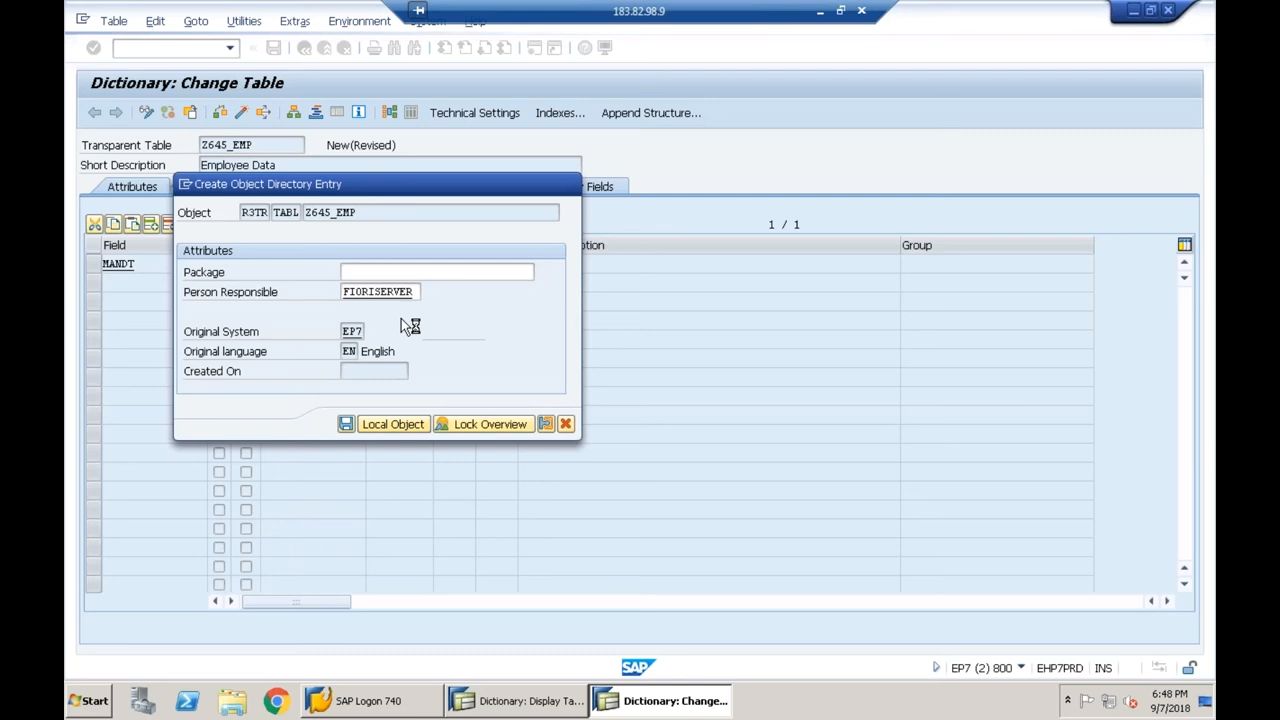 183.82.98.9
Table Edit Goto Utilities Extras Environment
Dictionary: Change Table
Technical Settings Indexes... Append Structure...
Transparent Table Z645_EMP New(Revised)
Short Description Employee Data
Attributes Fields
Create Object Directory Entry
Object R3TR TABL Z645_EMP
1 / 1
Field Group
MANDT
Attributes
Package
Person Responsible FIORISERVER
Original System EP7
Original language EN English
Created On
Local Object Lock Overview
SAP
EP7 (2) 800 EHP7PRD INS
Start SAP Logon 740 Dictionary: Display Ta... Dictionary: Change...
6:48 PM
9/7/2018